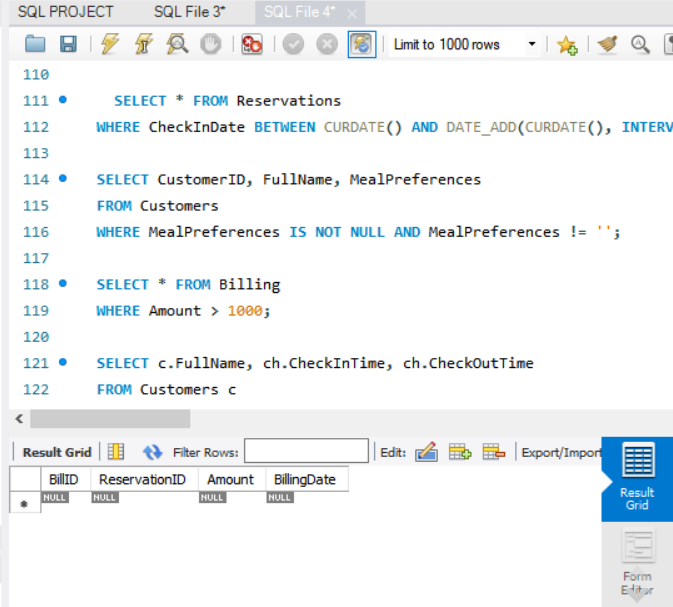 SQL PROJECT SQL File 3* SQL File 4* ×
Limit to 1000 rows
110
111 SELECT * FROM Reservations
112 WHERE CheckInDate BETWEEN CURDATE() AND DATE_ADD(CURDATE(), INTERV
113
114 SELECT CustomerID, FullName, MealPreferences
115 FROM Customers
116 WHERE MealPreferences IS NOT NULL AND MealPreferences != '';
117
118 SELECT * FROM Billing
119 WHERE Amount > 1000;
120
121 SELECT c.FullName, ch.CheckInTime, ch.CheckOutTime
122 FROM Customers c
Result Grid Filter Rows: Edit: Export/Import
BillID ReservationID Amount BillingDate
NULL NULL NULL NULL
Result
Grid
Form
Editor